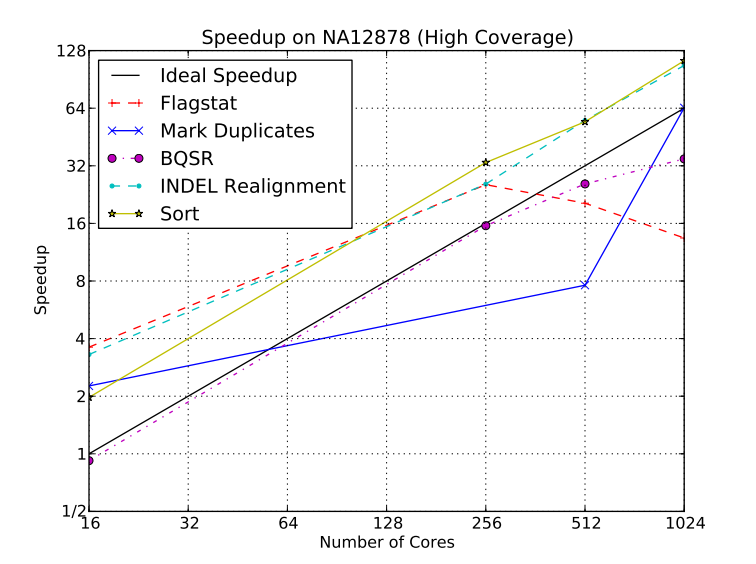 Speedup on NA12878 (High Coverage)
128
64
32
16
8
4
2
1
1/2
Speedup
Ideal Speedup
Flagstat
Mark Duplicates
BQSR
INDEL Realignment
Sort
16 32 64 128 256 512 1024
Number of Cores